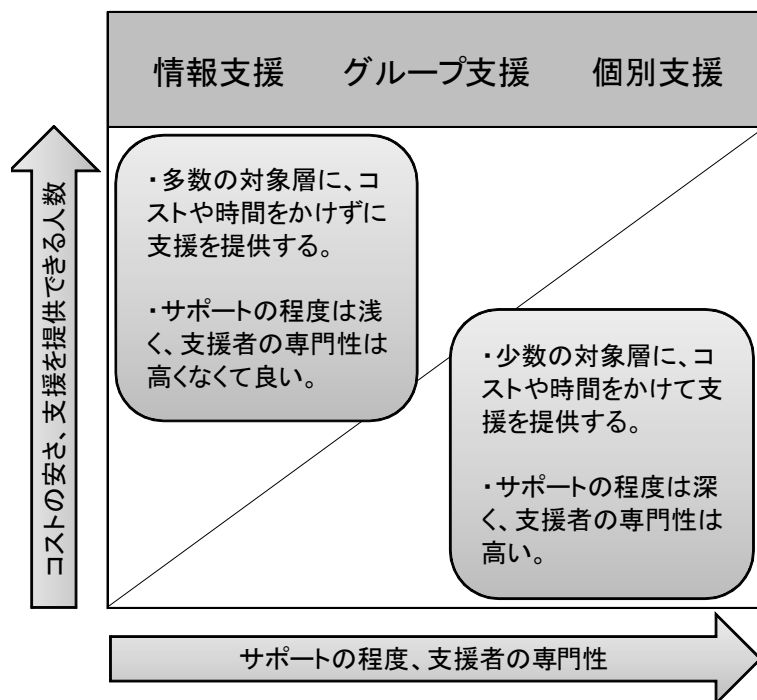 情報支援 グループ支援 個別支援
コストの安さ、支援を提供できる人数
・多数の対象層に、コ
ストや時間をかけずに
支援を提供する。
・サポートの程度は浅
く、支援者の専門性は
高くなくて良い。
・少数の対象層に、コ
ストや時間をかけて支
援を提供する。
・サポートの程度は深
く、支援者の専門性は
高い。
サポートの程度、支援者の専門性